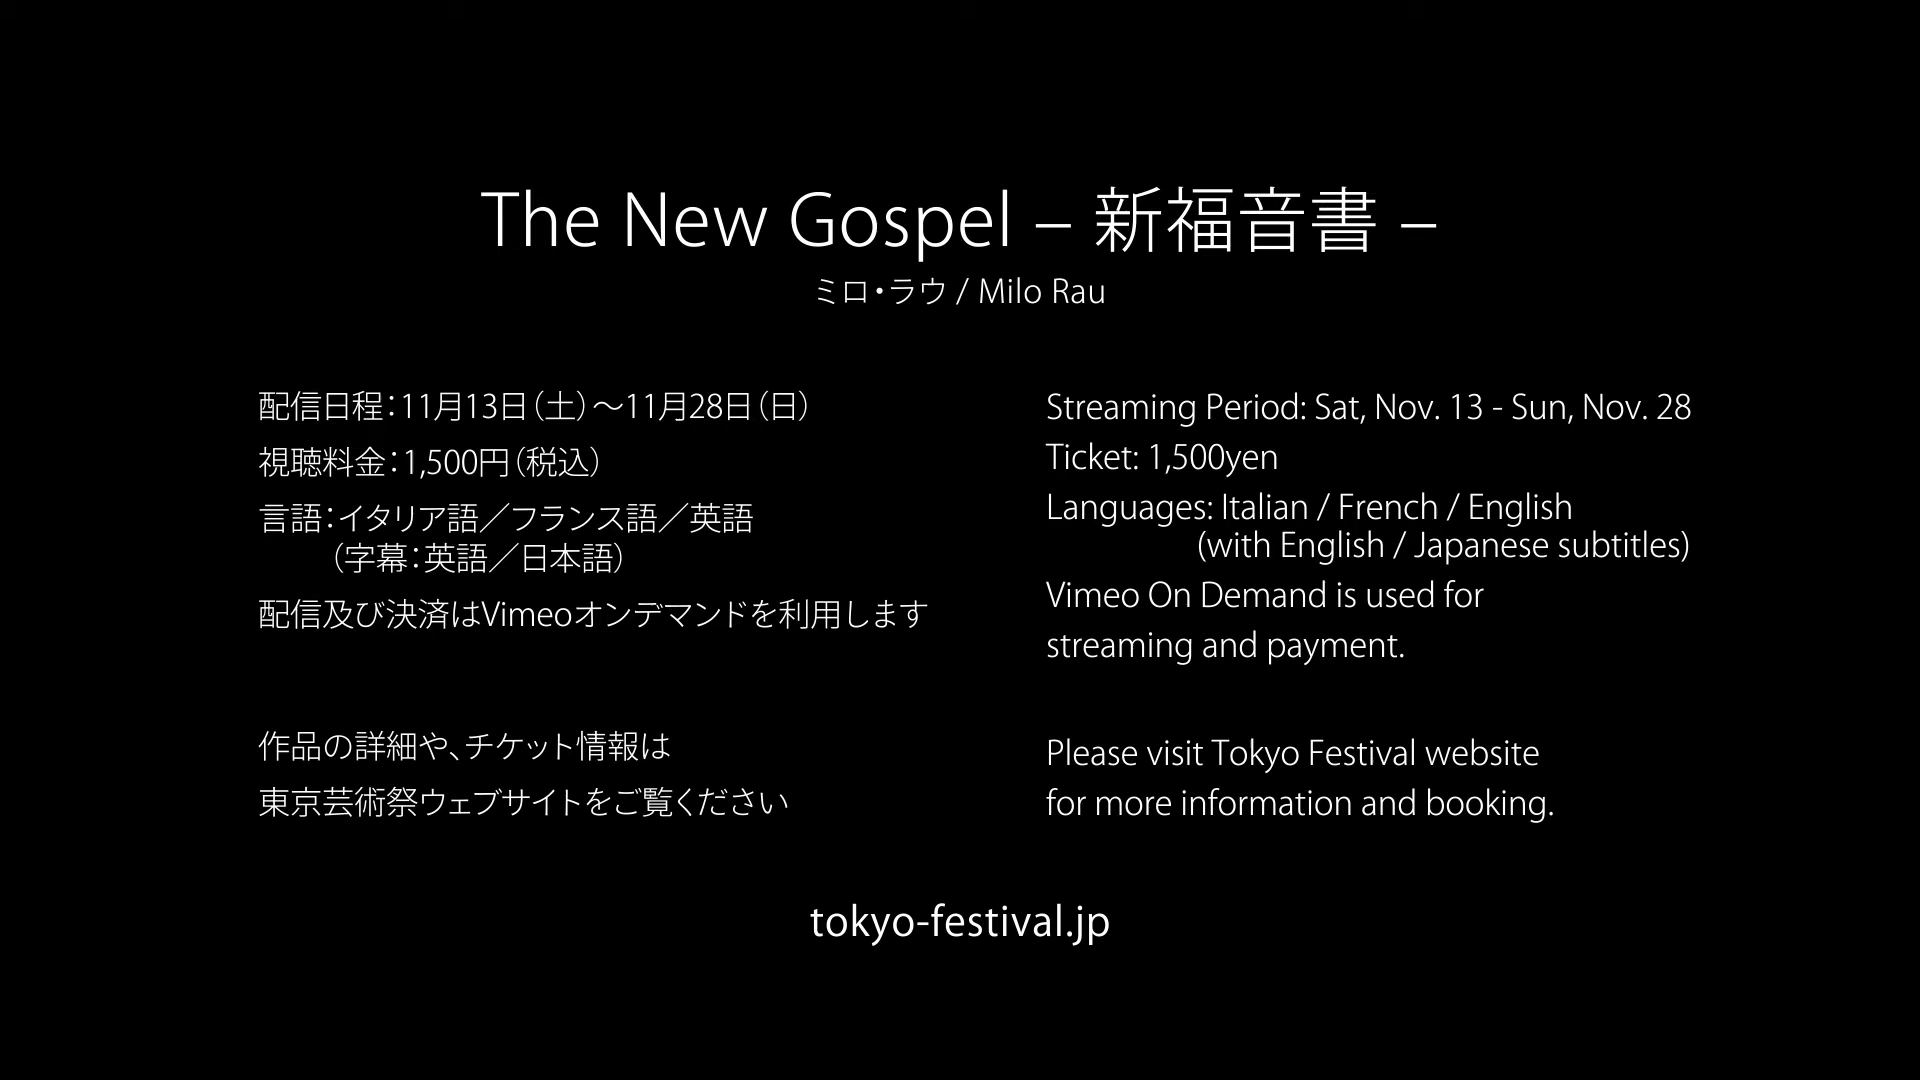 The New Gospel – 新福音書 –
ミロ・ラウ / Milo Rau
配信日程：11月13日（土）〜11月28日（日）
視聴料金：1,500円（税込）
言語：イタリア語／フランス語／英語
（字幕：英語／日本語）
配信及び決済はVimeoオンデマンドを利用します
作品の詳細や、チケット情報は
東京芸術祭ウェブサイトをご覧ください
Streaming Period: Sat, Nov. 13 - Sun, Nov. 28
Ticket: 1,500yen
Languages: Italian / French / English
(with English / Japanese subtitles)
Vimeo On Demand is used for
streaming and payment.
Please visit Tokyo Festival website
for more information and booking.
tokyo-festival.jp